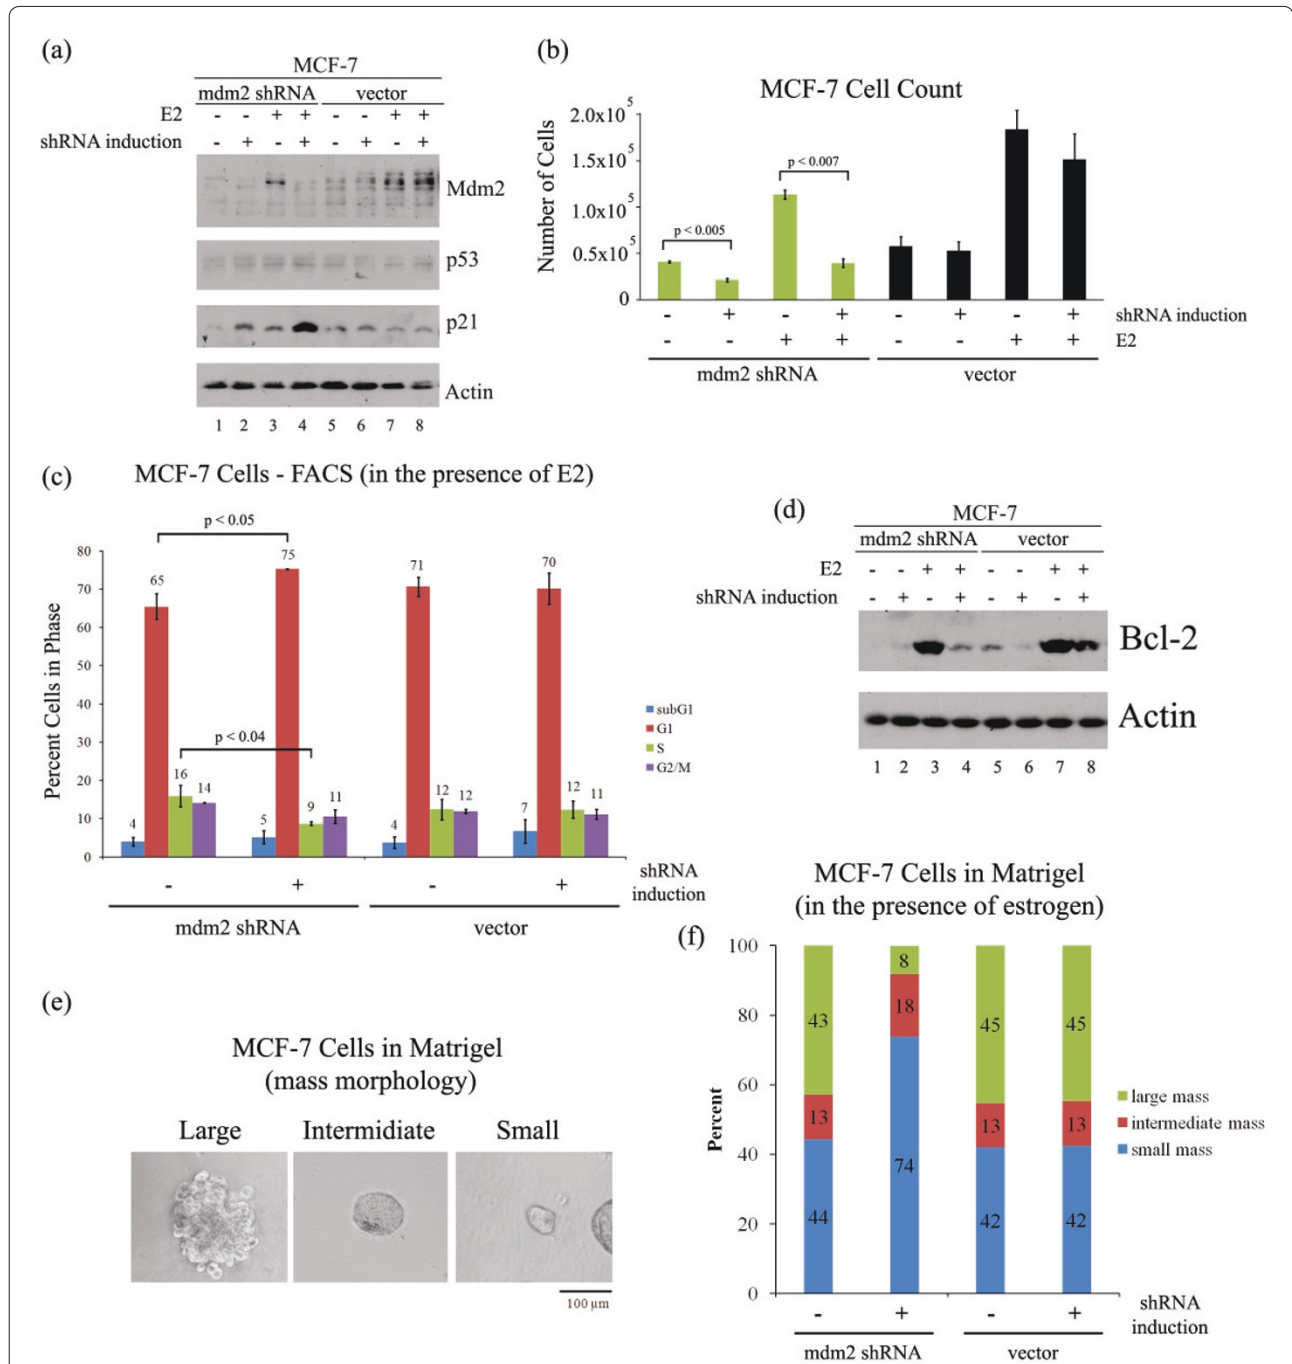 (a)
MCF-7
mdm2 shRNA vector
E2 - - + + - - + +
shRNA induction - + - + - + - +
Mdm2
p53
p21
Actin
1 2 3 4 5 6 7 8
(b)
MCF-7 Cell Count
Number of Cells
2.0x10^5
1.5x10^5
1.0x10^5
0.5x10^5
0
p < 0.005
p < 0.007
- + - + - + - + shRNA induction
- - + + - - + + E2
mdm2 shRNA vector
(c)
MCF-7 Cells - FACS (in the presence of E2)
Percent Cells in Phase
80
70
60
50
40
30
20
10
0
p < 0.05
p < 0.04
4 65 16 14
5 75 9 11
4 71 12 12
7 70 12 11
subG1
G1
S
G2/M
- + - + shRNA
induction
mdm2 shRNA vector
(d)
MCF-7
mdm2 shRNA vector
E2 - - + + - - + +
shRNA induction - + - + - + - +
Bcl-2
Actin
1 2 3 4 5 6 7 8
(e)
MCF-7 Cells in Matrigel
(mass morphology)
Large Intermidiate Small
100 µm
(f)
MCF-7 Cells in Matrigel
(in the presence of estrogen)
Percent
100
80
60
40
20
0
43 8 45 45
13 18 13 13
44 74 42 42
large mass
intermediate mass
small mass
- + - + shRNA
induction
mdm2 shRNA vector